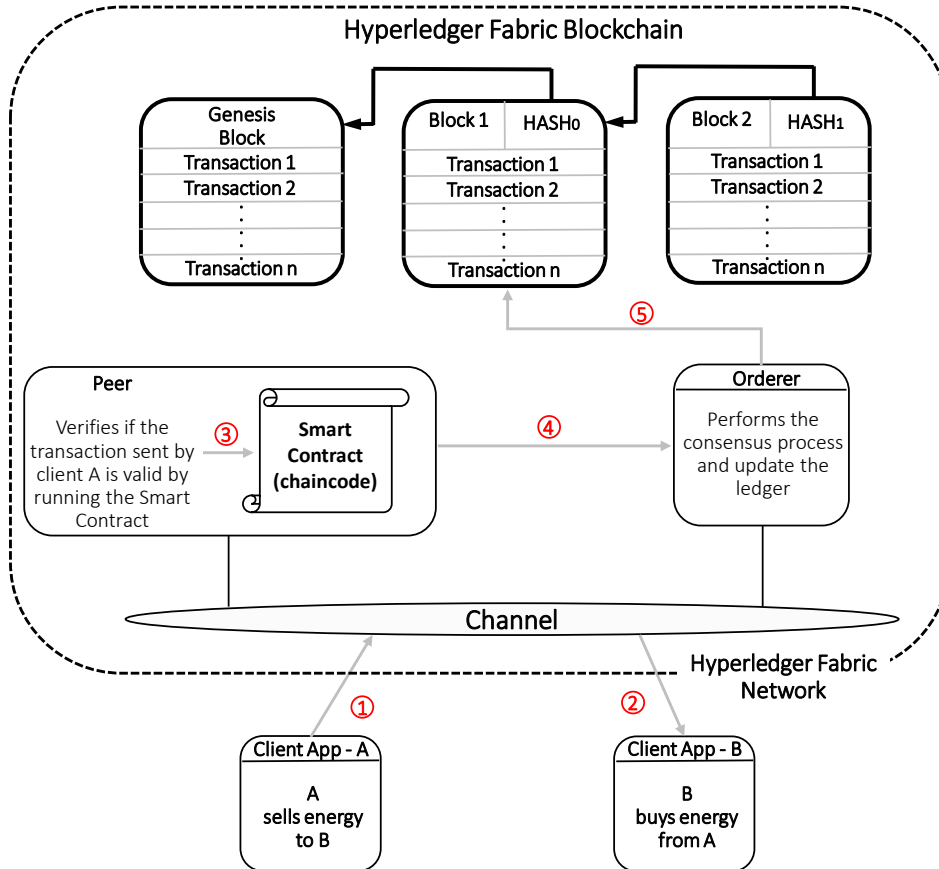 Hyperledger Fabric Blockchain
Genesis
Block
Transaction 1
Transaction 2
Transaction n
Block 1
HASH0
Transaction 1
Transaction 2
Transaction n
Block 2
HASH1
Transaction 1
Transaction 2
Transaction n
⑤
Peer
Verifies if the
transaction sent by
client A is valid by
running the Smart
Contract
③
Smart
Contract
(chaincode)
④
Orderer
Performs the
consensus process
and update the
ledger
Channel
Hyperledger Fabric
Network
①
②
Client App - A
A
sells energy
to B
Client App - B
B
buys energy
from A